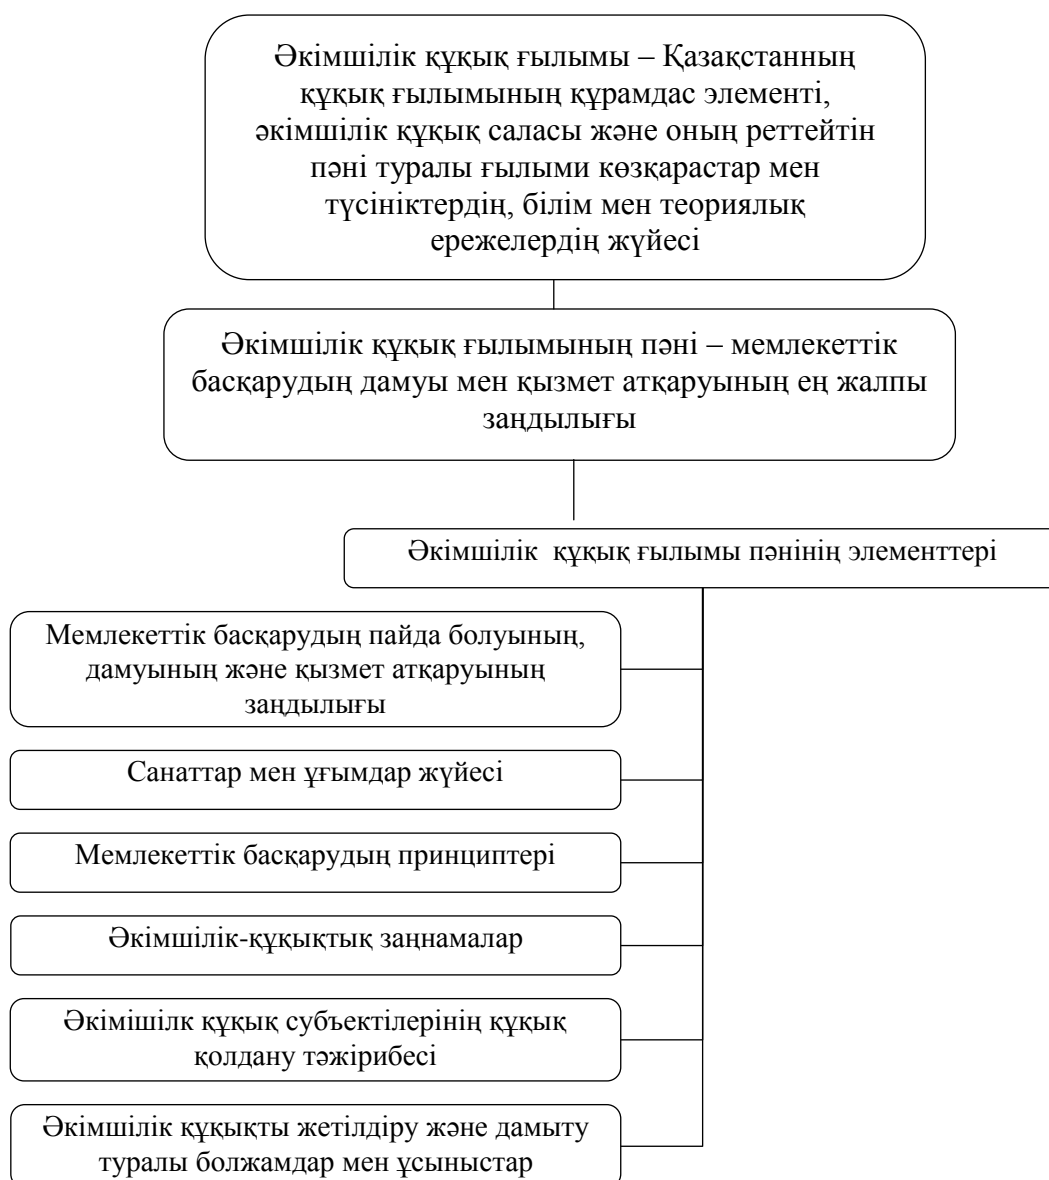 Әкімшілік құқық ғылымы – Қазақстанның
құқық ғылымының құрамдас элементі,
әкімшілік құқық саласы және оның реттейтін
пәні туралы ғылыми көзқарастар мен
түсініктердің, білім мен теориялық
ережелердің жүйесі
Әкімшілік құқық ғылымының пәні – мемлекеттік
басқарудың дамуы мен қызмет атқаруының ең жалпы
заңдылығы
Әкімшілік құқық ғылымы пәнінің элементтері
Мемлекеттік басқарудың пайда болуының,
дамуының және қызмет атқаруының
заңдылығы
Санаттар мен ұғымдар жүйесі
Мемлекеттік басқарудың принциптері
Әкімшілік-құқықтық заңнамалар
Әкімішілк құқық субъектілерінің құқық
қолдану тәжірибесі
Әкімшілік құқықты жетілдіру және дамыту
туралы болжамдар мен ұсыныстар